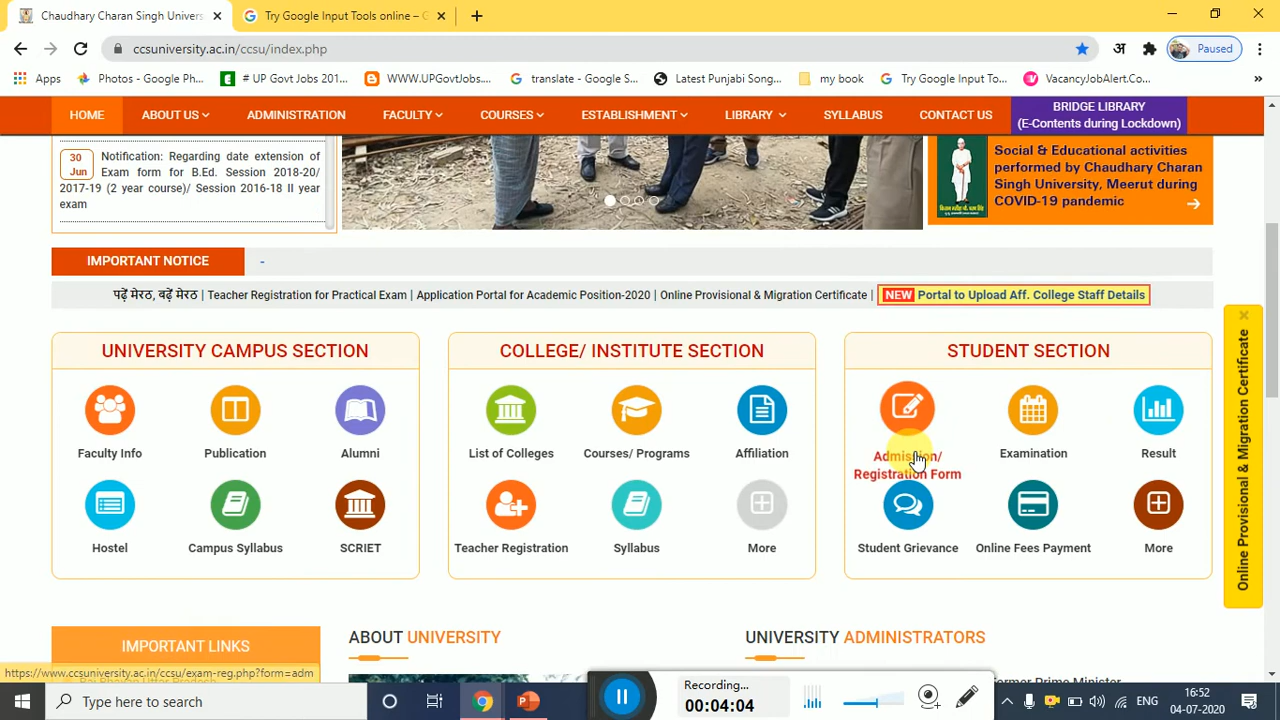 Chaudhary Charan Singh Univers
Try Google Input Tools online –
ccsuniversity.ac.in/ccsu/index.php
अ
Paused
Apps
Photos - Google Ph...
# UP Govt Jobs 201...
WWW.UPGovtJobs....
translate - Google S...
Latest Punjabi Song...
my book
Try Google Input To...
VacancyJobAlert.Co...
»
HOME
ABOUT US
ADMINISTRATION
FACULTY
COURSES
ESTABLISHMENT
LIBRARY
SYLLABUS
CONTACT US
BRIDGE LIBRARY
(E-Contents during Lockdown)
30
Jun
Notification: Regarding date extension of
Exam form for B.Ed. Session 2018-20/
2017-19 (2 year course)/ Session 2016-18 II year
exam
Social & Educational activities
performed by Chaudhary Charan
Singh University, Meerut during
COVID-19 pandemic
IMPORTANT NOTICE
-
पढ़ें मेरठ, बढ़ें मेरठ | Teacher Registration for Practical Exam | Application Portal for Academic Position-2020 | Online Provisional & Migration Certificate | NEW Portal to Upload Aff. College Staff Details
UNIVERSITY CAMPUS SECTION
Faculty Info
Publication
Alumni
Hostel
Campus Syllabus
SCRIET
COLLEGE/ INSTITUTE SECTION
List of Colleges
Courses/ Programs
Affiliation
Teacher Registration
Syllabus
More
STUDENT SECTION
Admission/
Registration Form
Examination
Result
Student Grievance
Online Fees Payment
More
Online Provisional & Migration Certificate
IMPORTANT LINKS
ABOUT UNIVERSITY
UNIVERSITY ADMINISTRATORS
https://www.ccsuniversity.ac.in/ccsu/exam-reg.php?form=adm
Type here to search
Recording...
00:04:04
ENG
16:52
04-07-2020